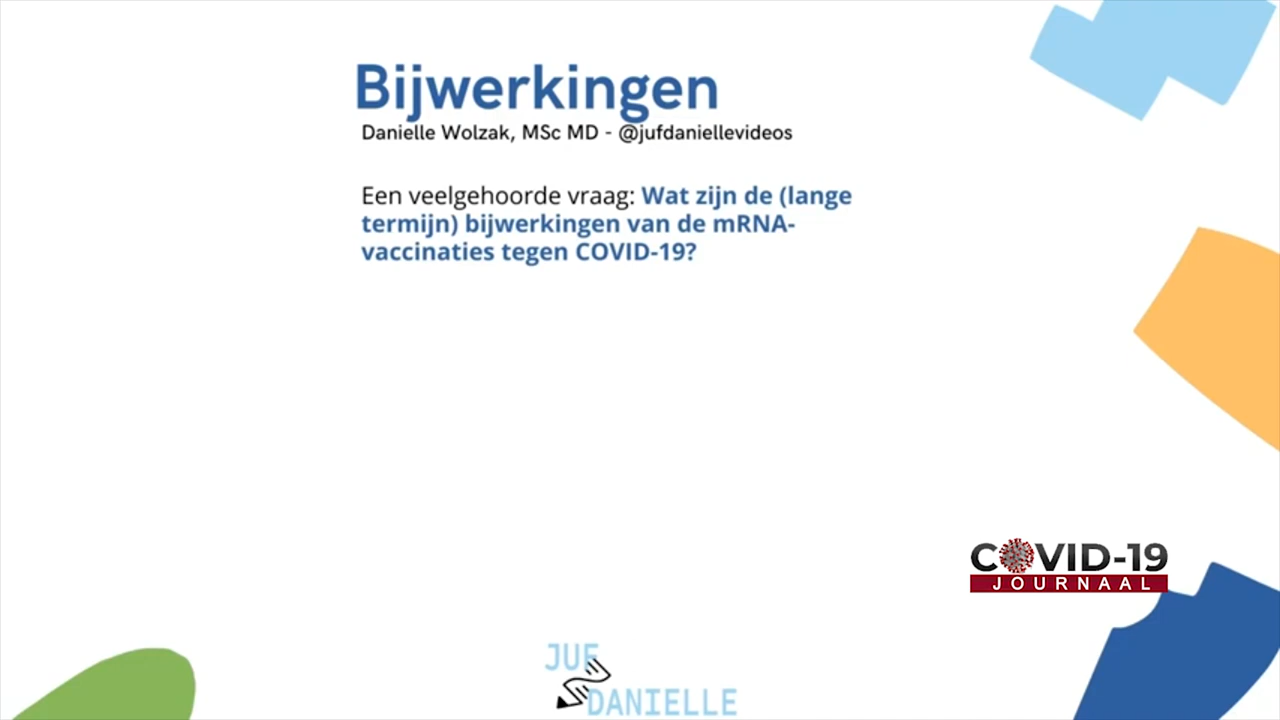 Bijwerkingen
Danielle Wolzak, MSc MD - @jufdaniellevideos
Een veelgehoorde vraag: Wat zijn de (lange
termijn) bijwerkingen van de mRNA-
vaccinaties tegen COVID-19?
COVID-19
JOURNAAL
JUF
DANIELLE